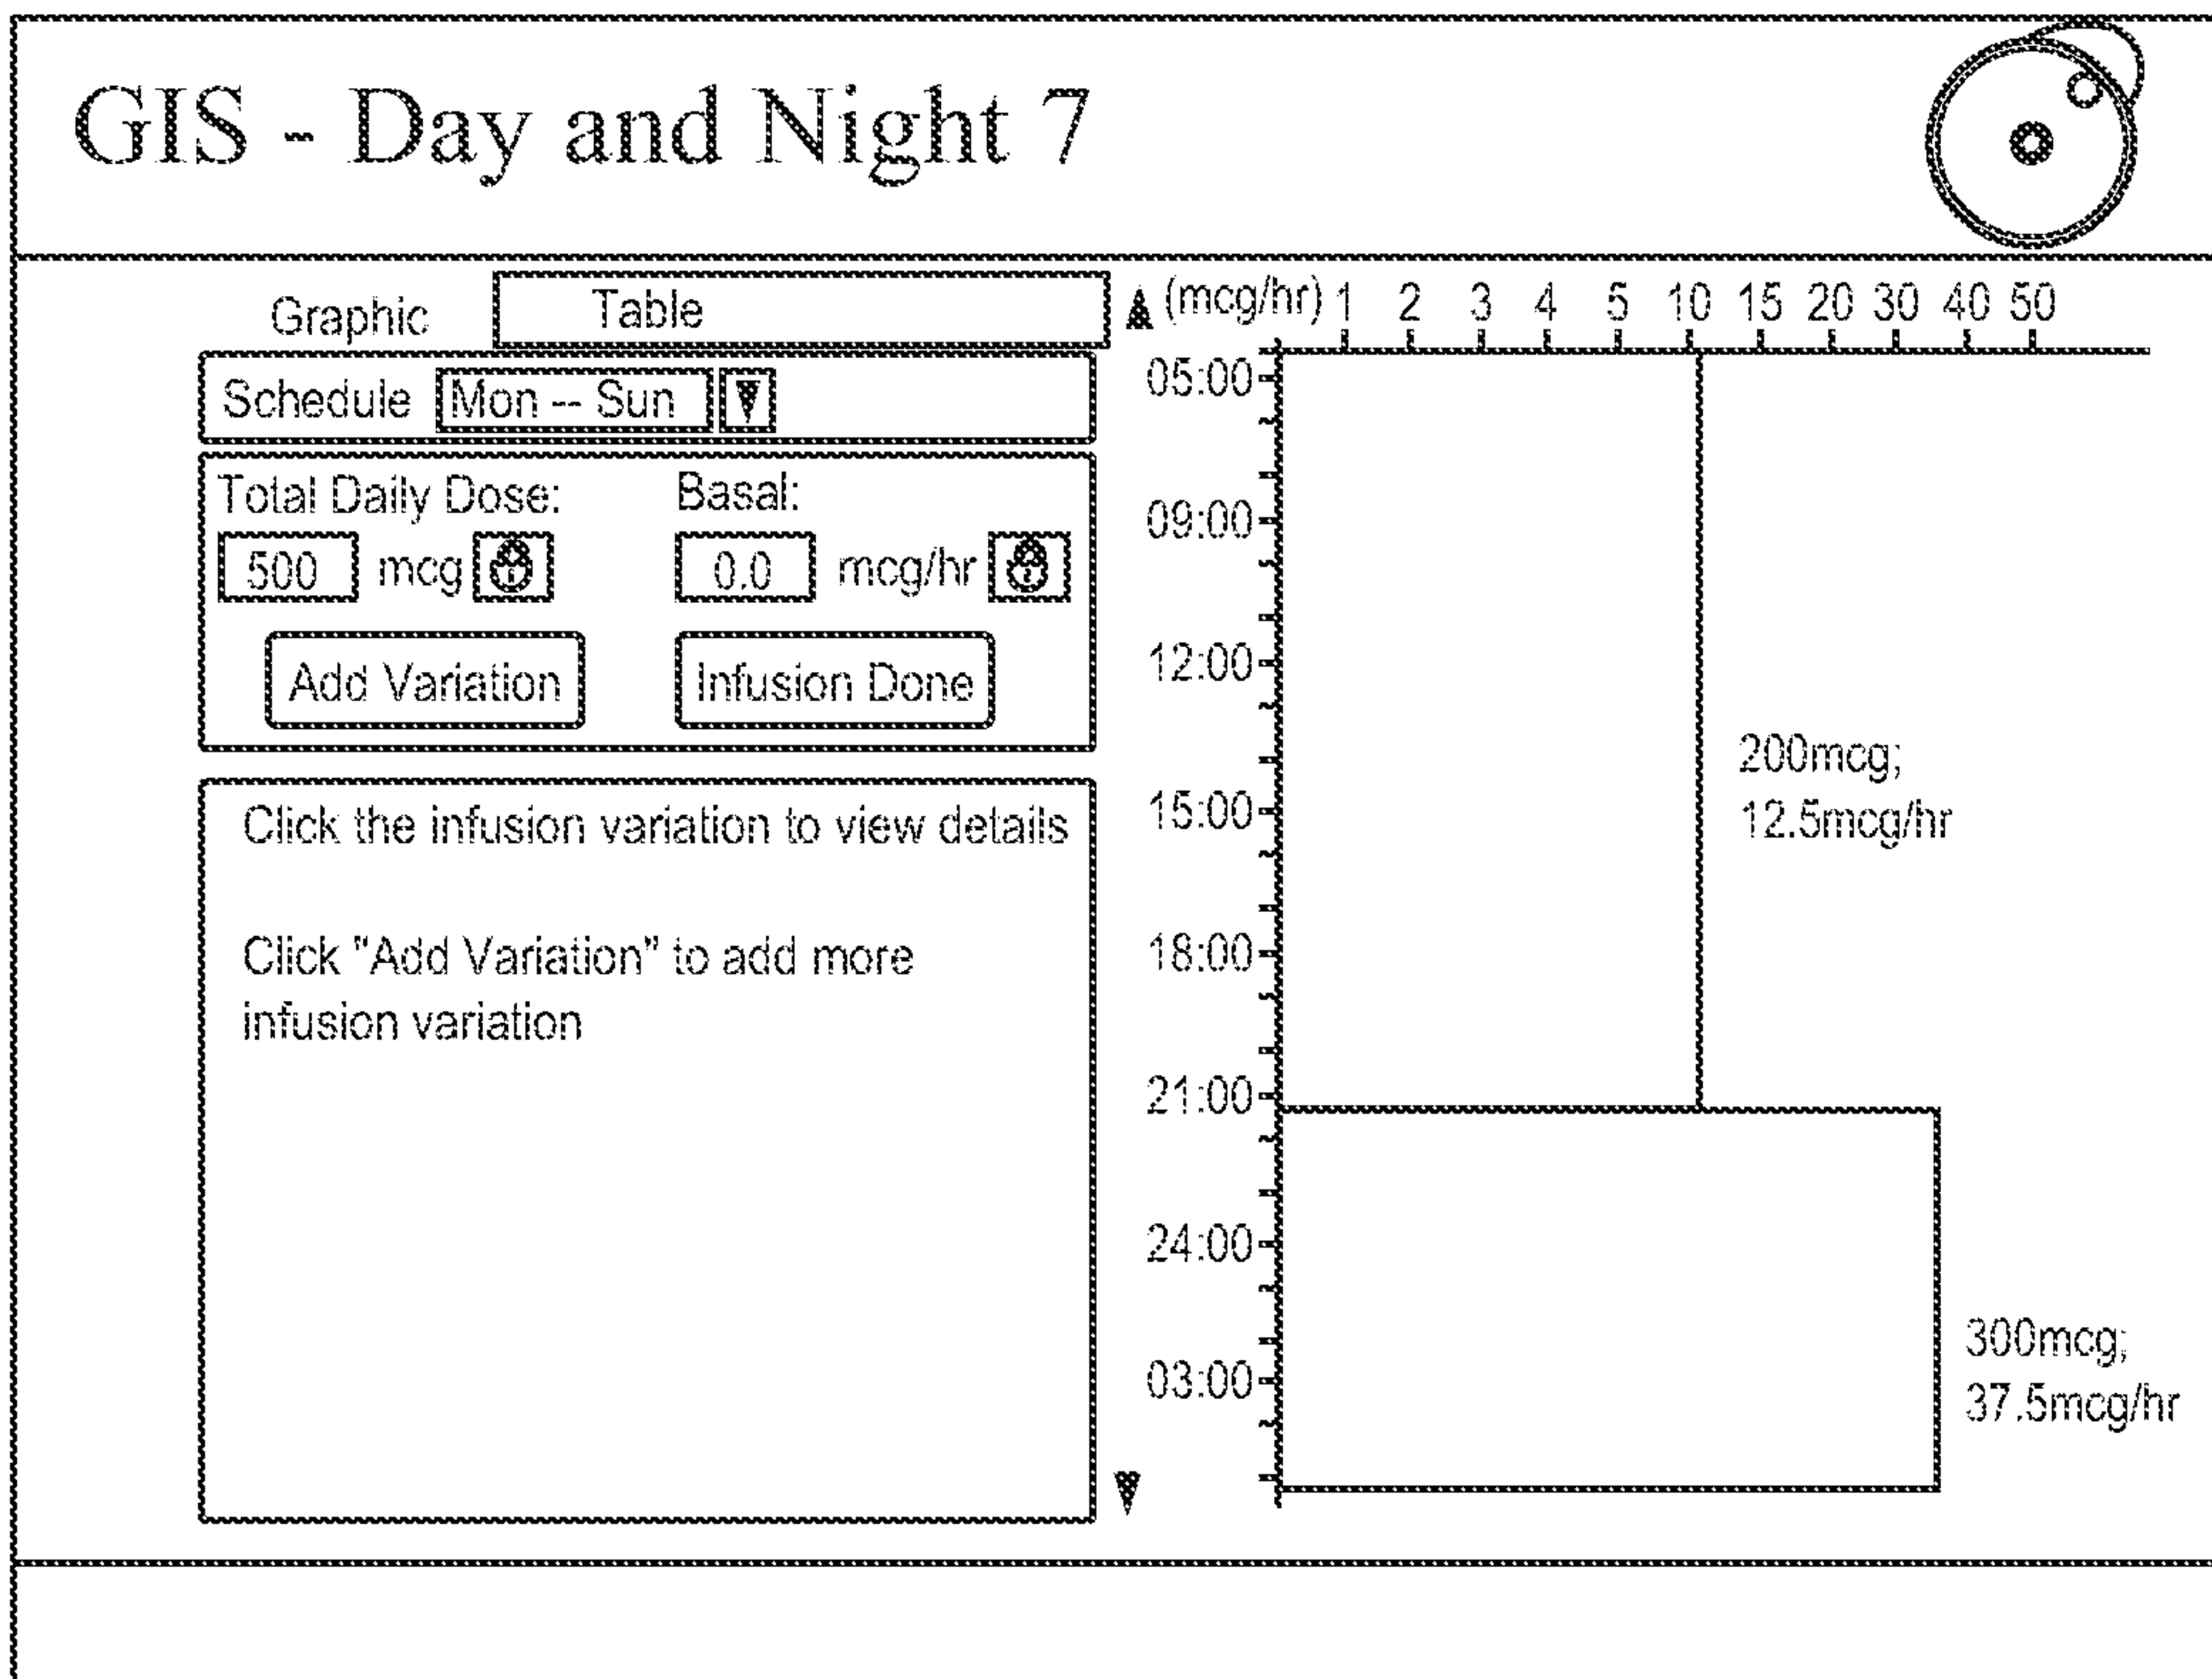 GIS - Day and Night 7
Graphic
Table
Schedule Mon -- Sun
Total Daily Dose: Basal:
500 mcg 0.0 mcg/hr
Add Variation Infusion Done
Click the infusion variation to view details
Click "Add Variation" to add more
infusion variation
(mcg/hr) 1 2 3 4 5 10 15 20 30 40 50
05:00
09:00
12:00
15:00
18:00
21:00
24:00
03:00
200mcg;
12.5mcg/hr
300mcg;
37.5mcg/hr